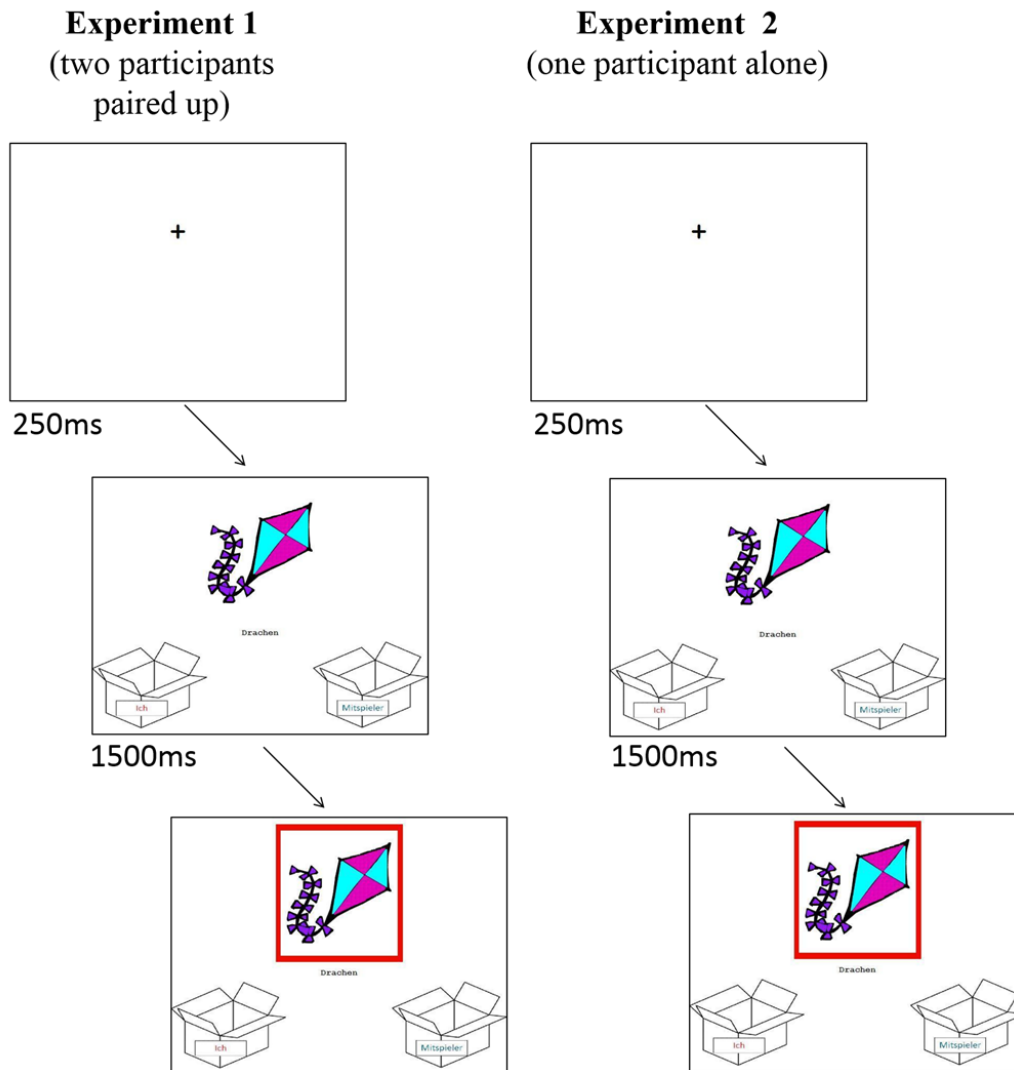 Experiment 1
(two participants
paired up)
250ms
Drachen
Ich
Mitspieler
1500ms
Drachen
Ich
Mitspieler
Experiment 2
(one participant alone)
250ms
Drachen
Ich
Mitspieler
1500ms
Drachen
Ich
Mitspieler